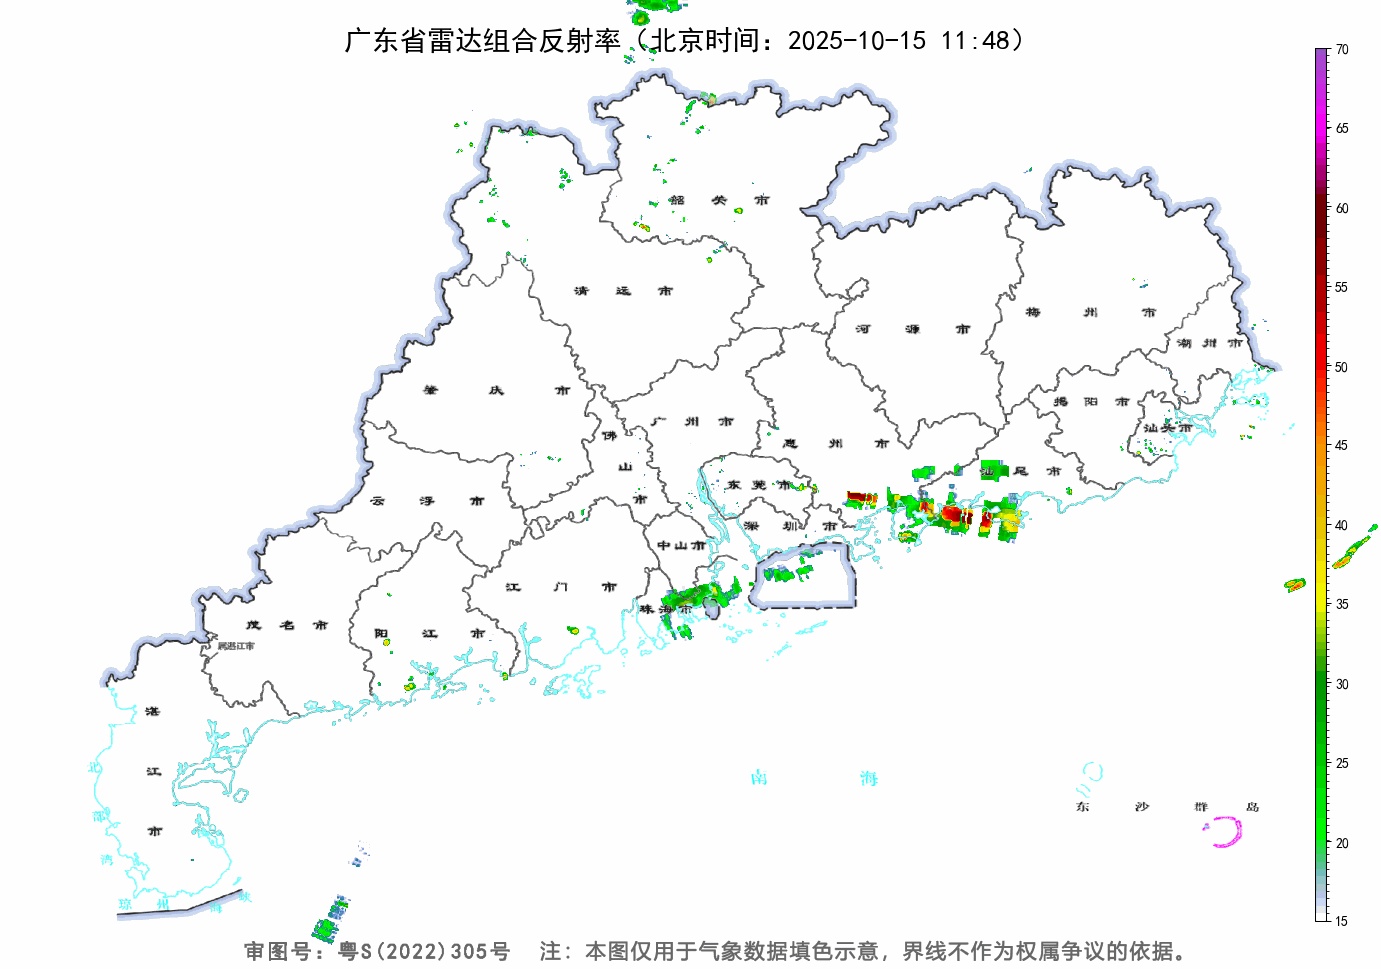 广东省雷达组合反射率（北京时间：2025-10-15 11:48）
70
65
60
55
50
45
40
35
30
25
20
15
韶关市
清远市
河源市
梅州市
潮州市
肇庆市
广州市
揭阳市
汕头市
佛山市
惠州市
汕尾市
云浮市
东莞市
深圳市
中山市
江门市
珠海市
茂名市
阳江市
属湛江市
湛江市
北部湾
南海
东沙群岛
琼州海峡
审图号：粤S(2022)305号 注：本图仅用于气象数据填色示意，界线不作为权属争议的依据。